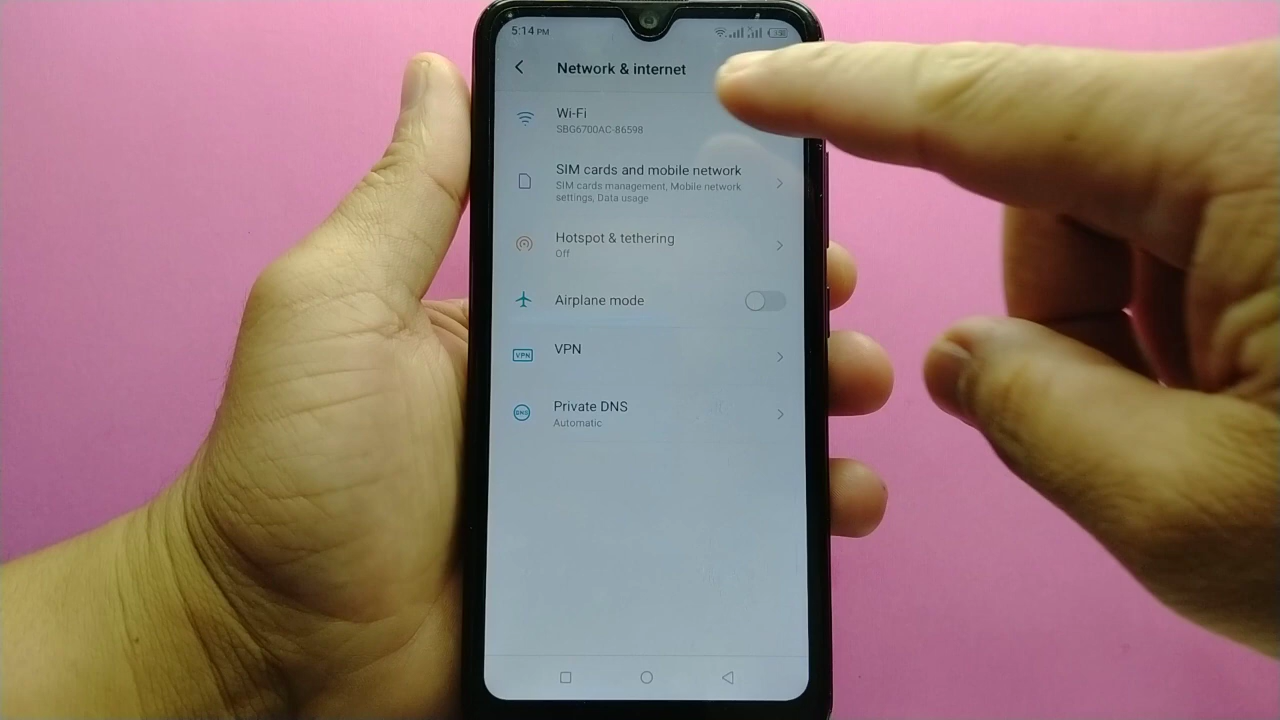 5:14 PM
Network & internet
Wi-Fi
SBG6700AC-86598
SIM cards and mobile network
SIM cards management, Mobile network
settings, Data usage
Hotspot & tethering
Off
Airplane mode
VPN
VPN
Private DNS
DNS
Automatic